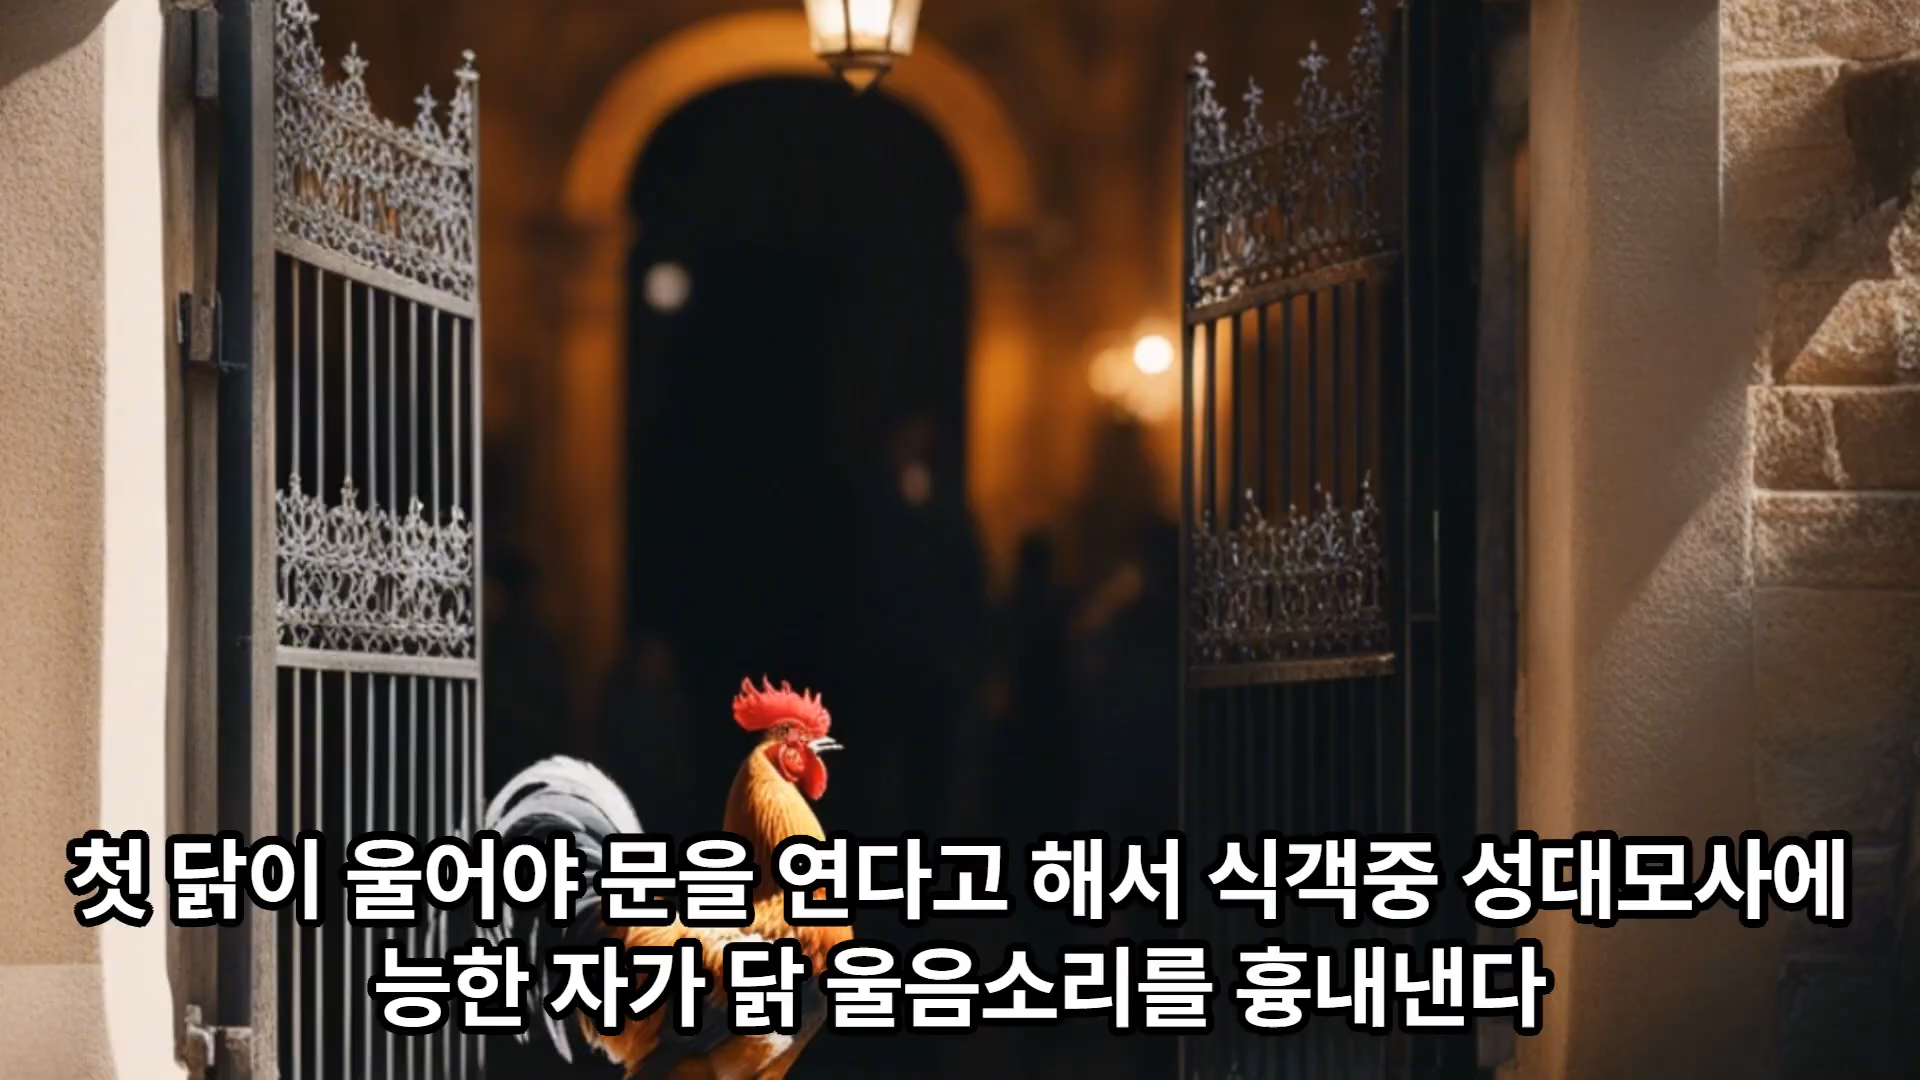 첫 닭이 울어야 문을 연다고 해서 식객중 성대모사에
능한 자가 닭 울음소리를 흉내낸다